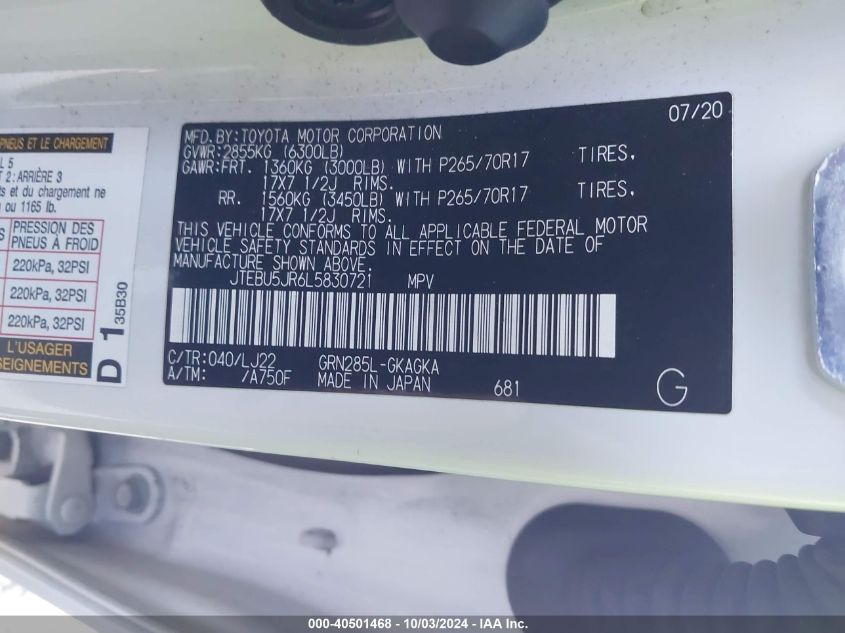 PNEUS ET LE CHARGEMENT
L 5
T 2: ARRIÈRE 3
ts et du chargement ne
ou 1165 lb.
PRESSION DES
PNEUS À FROID
220kPa, 32PSI
220kPa, 32PSI
220kPa, 32PSI
L'USAGER
SEIGNEMENTS
D 1
35B30
07/20
MFD.BY:TOYOTA MOTOR CORPORATION
GVWR:2855KG (6300LB)
GAWR:FRT. 1360KG (3000LB) WITH P265/70R17 TIRES,
17X7 1/2J RIMS.
RR. 1560KG (3450LB) WITH P265/70R17 TIRES,
17X7 1/2J RIMS.
THIS VEHICLE CONFORMS TO ALL APPLICABLE FEDERAL MOTOR
VEHICLE SAFETY STANDARDS IN EFFECT ON THE DATE OF
MANUFACTURE SHOWN ABOVE.
JTEBU5JR6L5830721 MPV
C/TR:040/LJ22 GRN285L-GKAGKA
A/TM: /A750F MADE IN JAPAN 681
G
000-40501468 - 10/03/2024 - IAA Inc.